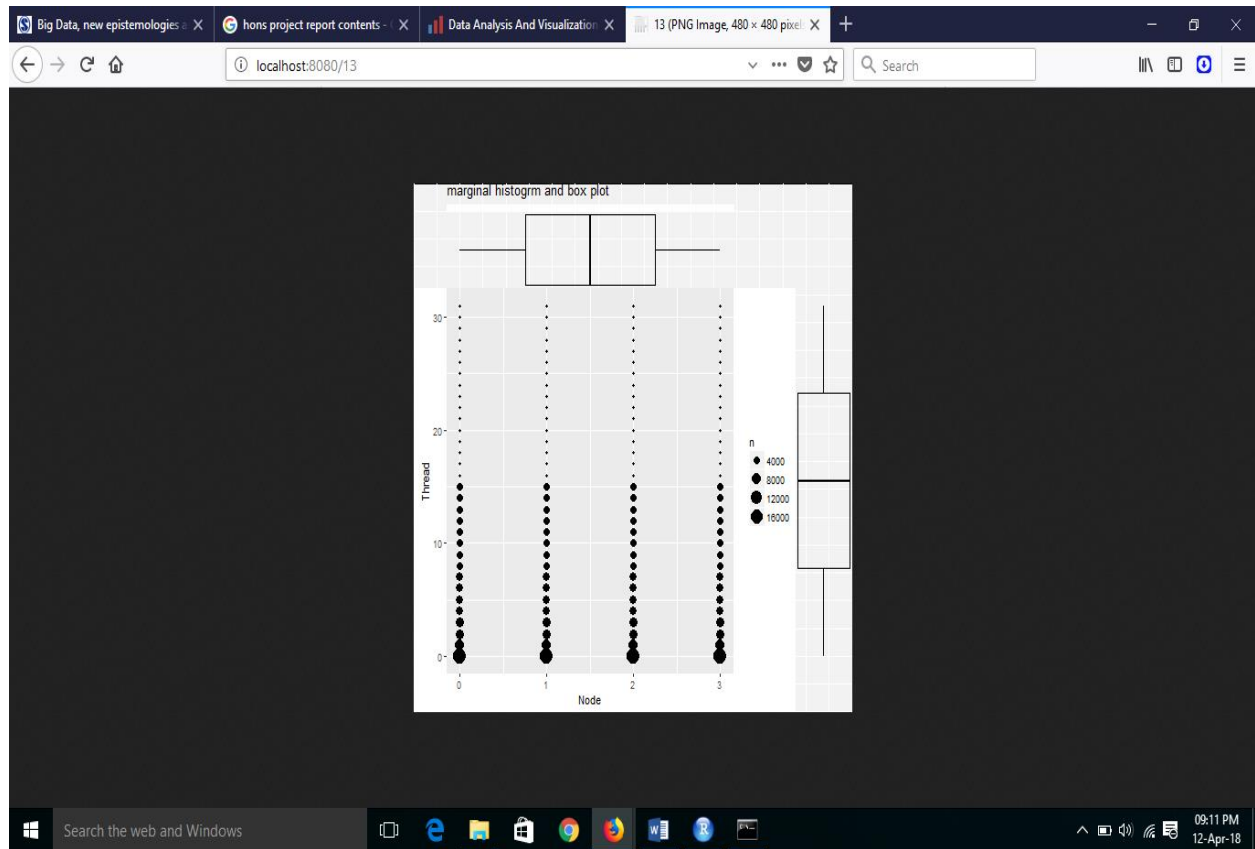 Big Data, new epistemologies a
hons project report contents -
Data Analysis And Visualization
13 (PNG Image, 480 × 480 pixel
localhost:8080/13
Search
marginal histogrm and box plot
30
20
10
0
Thread
0 1 2 3
Node
n
4000
8000
12000
16000
Search the web and Windows
09:11 PM
12-Apr-18